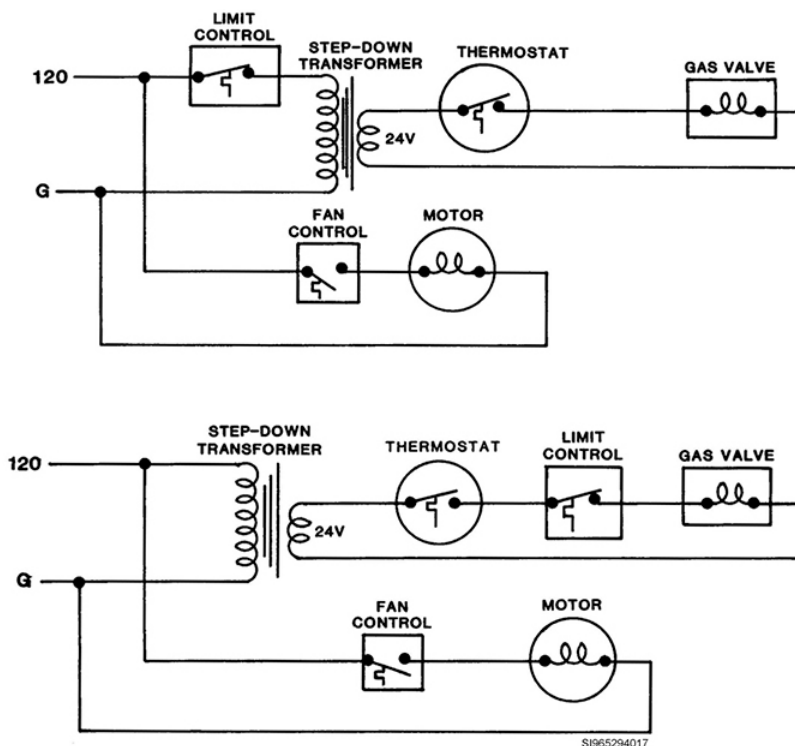 LIMIT
CONTROL
STEP-DOWN
TRANSFORMER
THERMOSTAT
GAS VALVE
120
24V
G
FAN
CONTROL
MOTOR
STEP-DOWN
TRANSFORMER
THERMOSTAT
LIMIT
CONTROL
GAS VALVE
120
24V
G
FAN
CONTROL
MOTOR
SI965294017